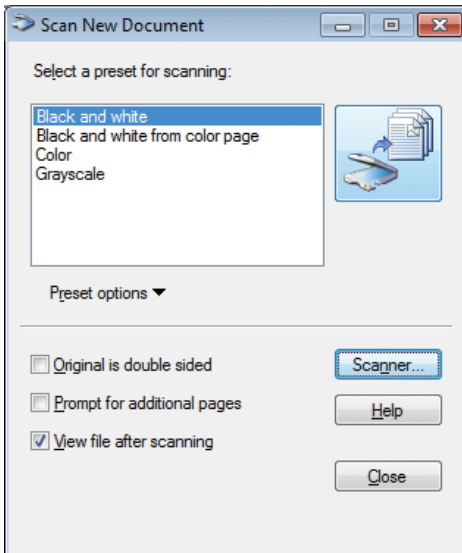 Scan New Document
Select a preset for scanning:
Black and white
Black and white from color page
Color
Grayscale
Preset options
Original is double sided
Scanner...
Prompt for additional pages
Help
View file after scanning
Close